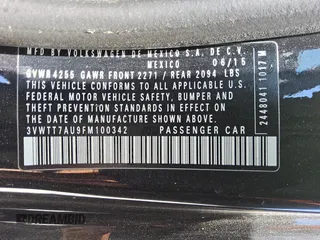 MFD BY VOLKSWAGEN DE MEXICO S.A. DE C.V.
MEXICO 06/15
GVWR 4255 GAWR FRONT 2271 / REAR 2094 LBS
THIS VEHICLE CONFORMS TO ALL APPLICABLE U.S.
FEDERAL MOTOR VEHICLE SAFETY, BUMPER AND
THEFT PREVENTION STANDARDS IN EFFECT ON THE
DATE OF MANUFACTURE SHOWN ABOVE.
3VWTT7AU9FM100342 PASSENGER CAR
2448041 1017 M
DREAMBID